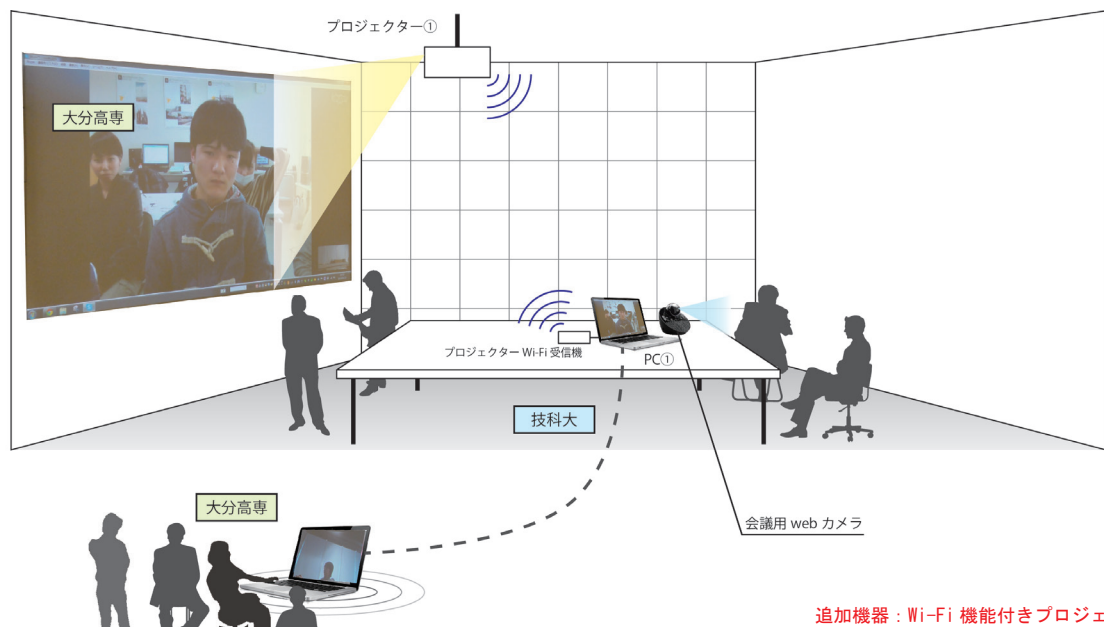 プロジェクター①
大分高専
プロジェクター Wi-Fi 受信機
PC①
技科大
大分高専
会議用 web カメラ
追加機器：Wi-Fi 機能付きプロジェ